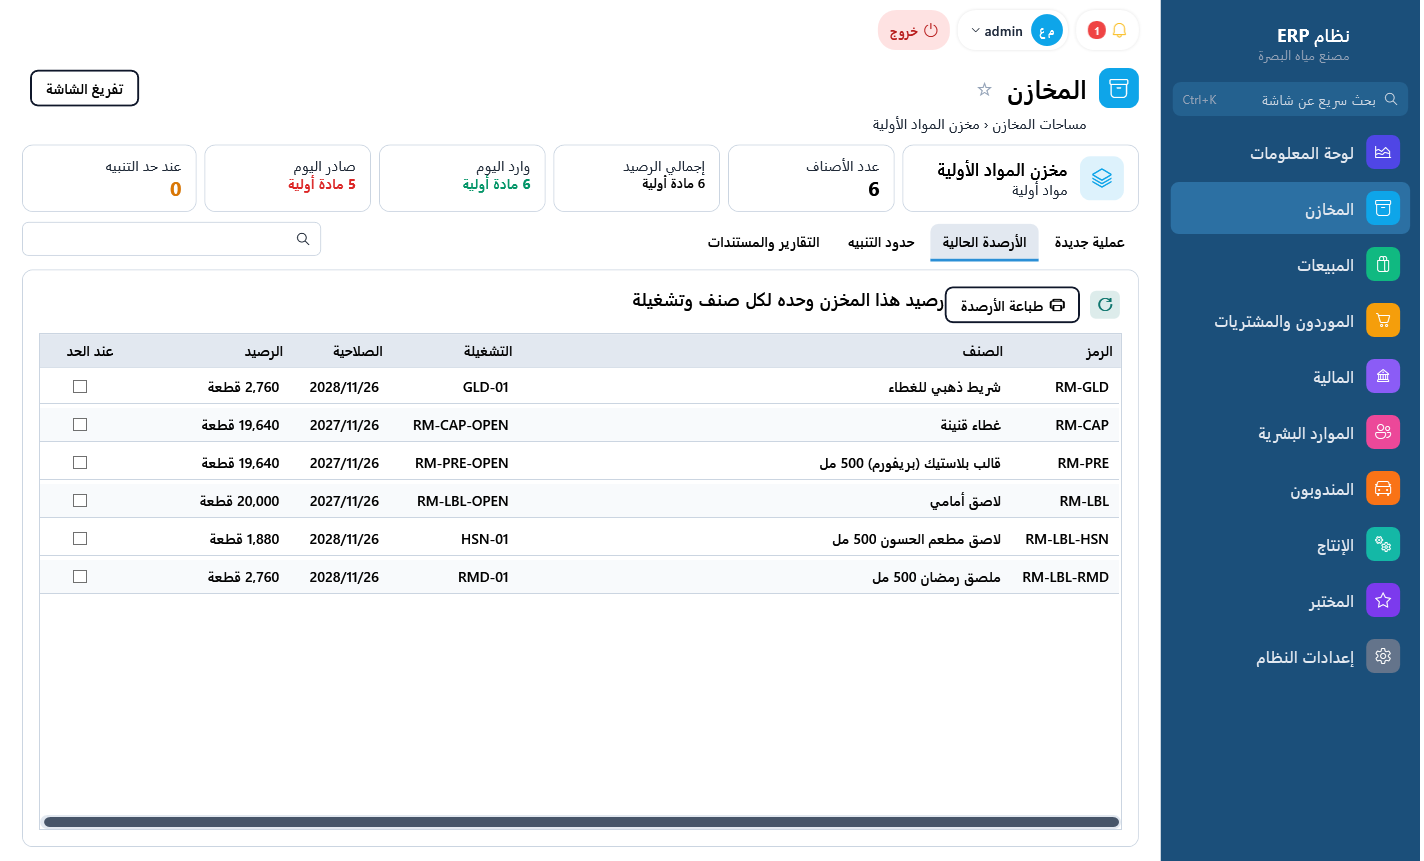 نظام ERP
مصنع مياه البصرة
بحث سريع عن شاشة Ctrl+K
لوحة المعلومات
المخازن
المبيعات
الموردون والمشتريات
المالية
الموارد البشرية
المندوبون
الإنتاج
المختبر
إعدادات النظام
1
م ع admin
خروج
المخازن
مساحات المخازن › مخزن المواد الأولية
تفريغ الشاشة
مخزن المواد الأولية
مواد أولية
عدد الأصناف
6
إجمالي الرصيد
6 مادة أولية
وارد اليوم
6 مادة أولية
صادر اليوم
5 مادة أولية
عند حد التنبيه
0
عملية جديدة الأرصدة الحالية حدود التنبيه التقارير والمستندات
طباعة الأرصدة رصيد هذا المخزن وحده لكل صنف وتشغيلة
الرمز الصنف التشغيلة الصلاحية الرصيد عند الحد
RM-GLD شريط ذهبي للغطاء GLD-01 2028/11/26 2,760 قطعة
RM-CAP غطاء قنينة RM-CAP-OPEN 2027/11/26 19,640 قطعة
RM-PRE قالب بلاستيك (بريفورم) 500 مل RM-PRE-OPEN 2027/11/26 19,640 قطعة
RM-LBL لاصق أمامي RM-LBL-OPEN 2027/11/26 20,000 قطعة
RM-LBL-HSN لاصق مطعم الحسون 500 مل HSN-01 2028/11/26 1,880 قطعة
RM-LBL-RMD ملصق رمضان 500 مل RMD-01 2028/11/26 2,760 قطعة